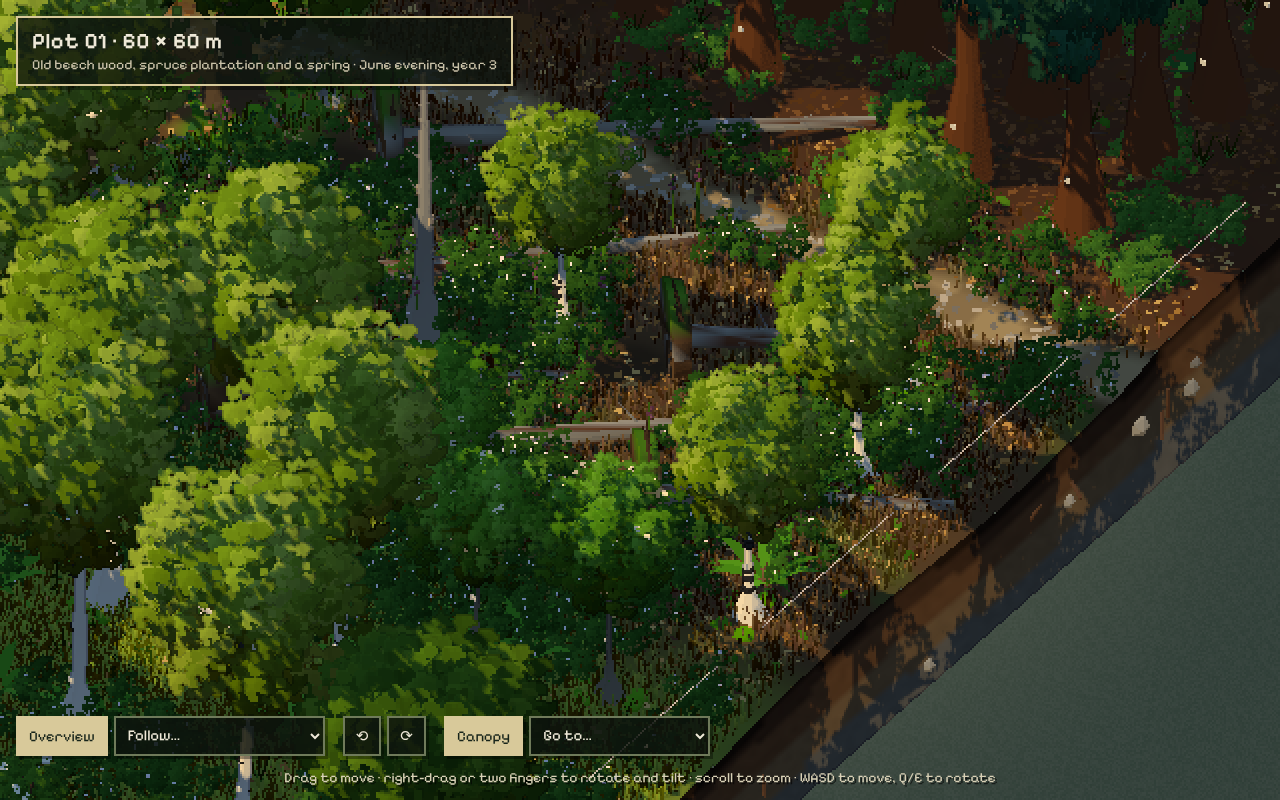 Plot 01 · 60 × 60 m
Old beech wood, spruce plantation and a spring · June evening, year 3
Overview
Follow...
⟲
⟳
Canopy
Go to...
Drag to move · right-drag or two fingers to rotate and tilt · scroll to zoom · WASD to move, Q/E to rotate